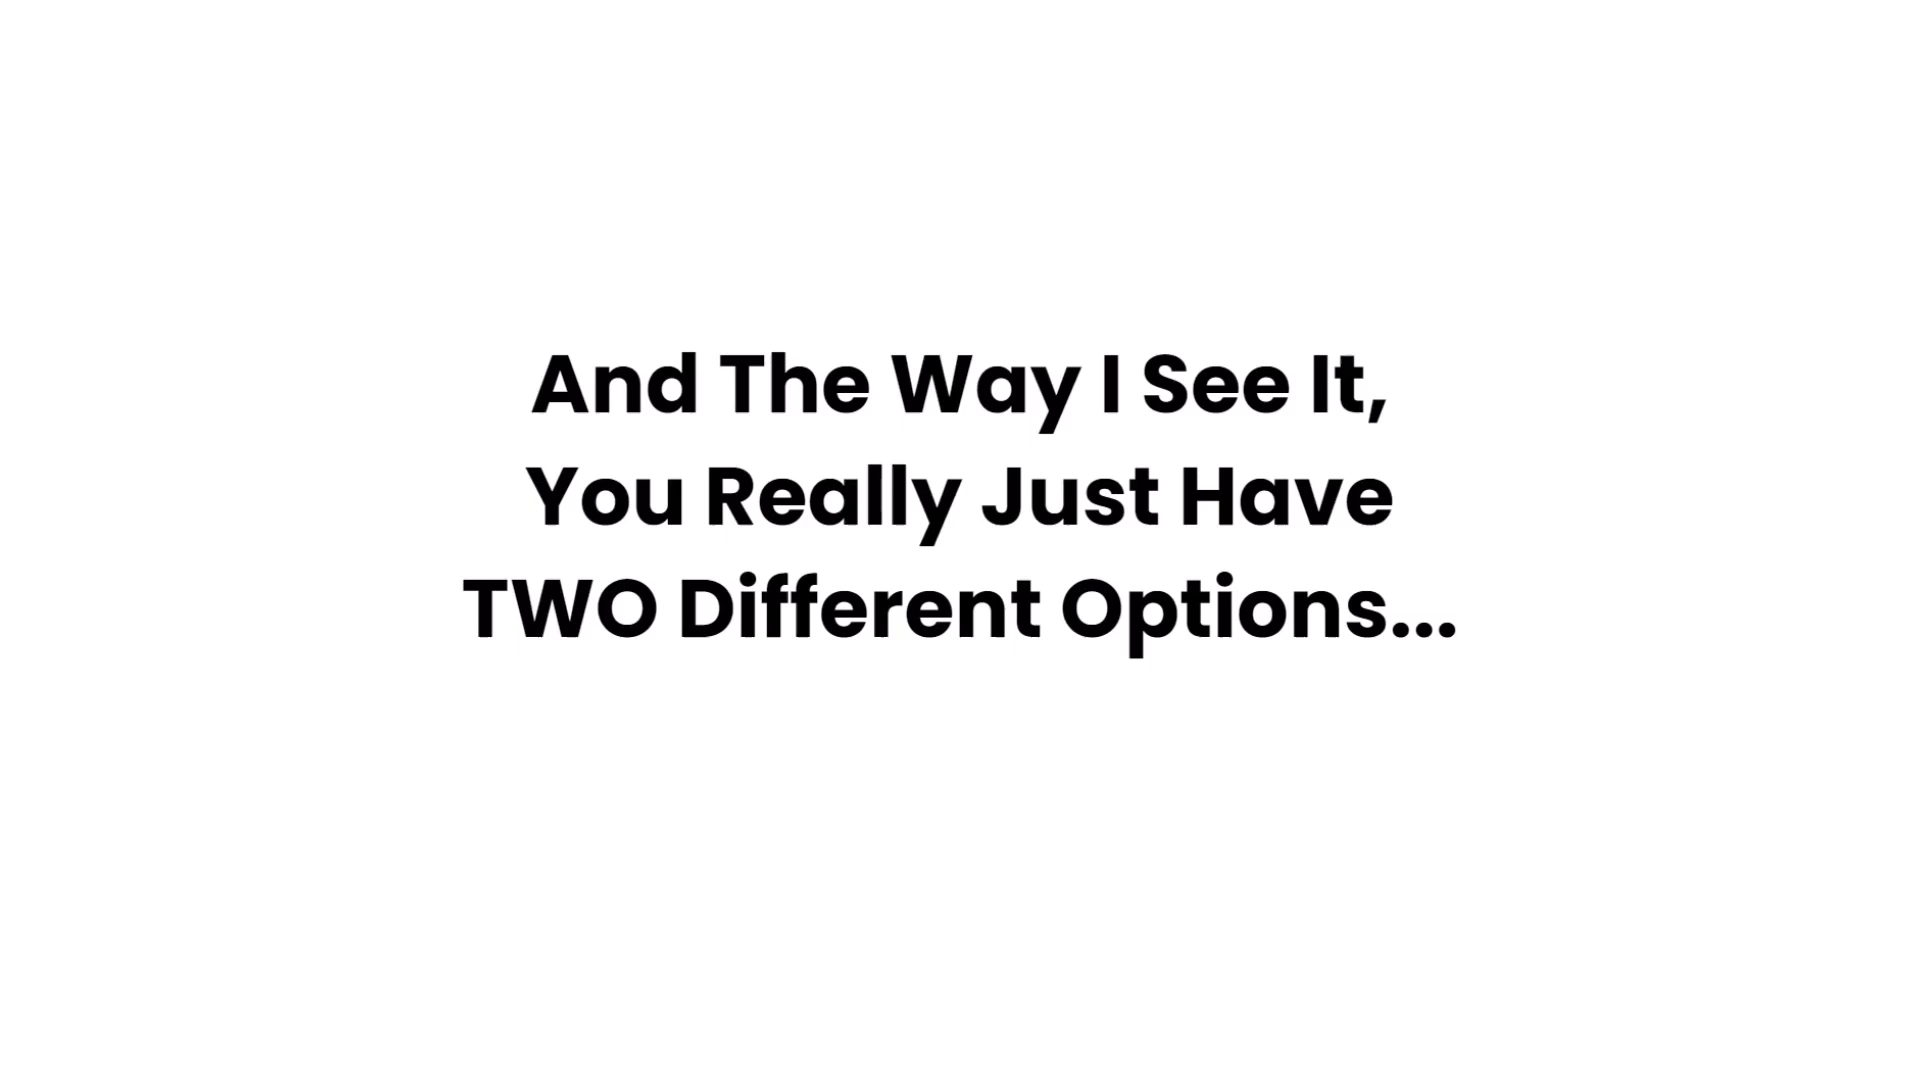 And The Way I See It,
You Really Just Have
TWO Different Options...